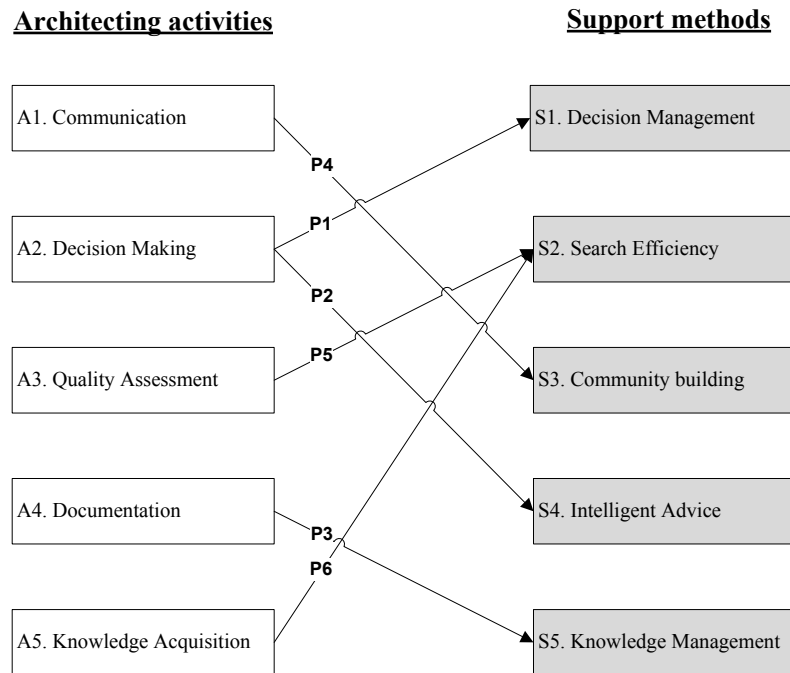 Architecting activities
Support methods
A1. Communication
S1. Decision Management
P4
P1
A2. Decision Making
S2. Search Efficiency
P2
P5
A3. Quality Assessment
S3. Community building
A4. Documentation
S4. Intelligent Advice
P3
P6
A5. Knowledge Acquisition
S5. Knowledge Management